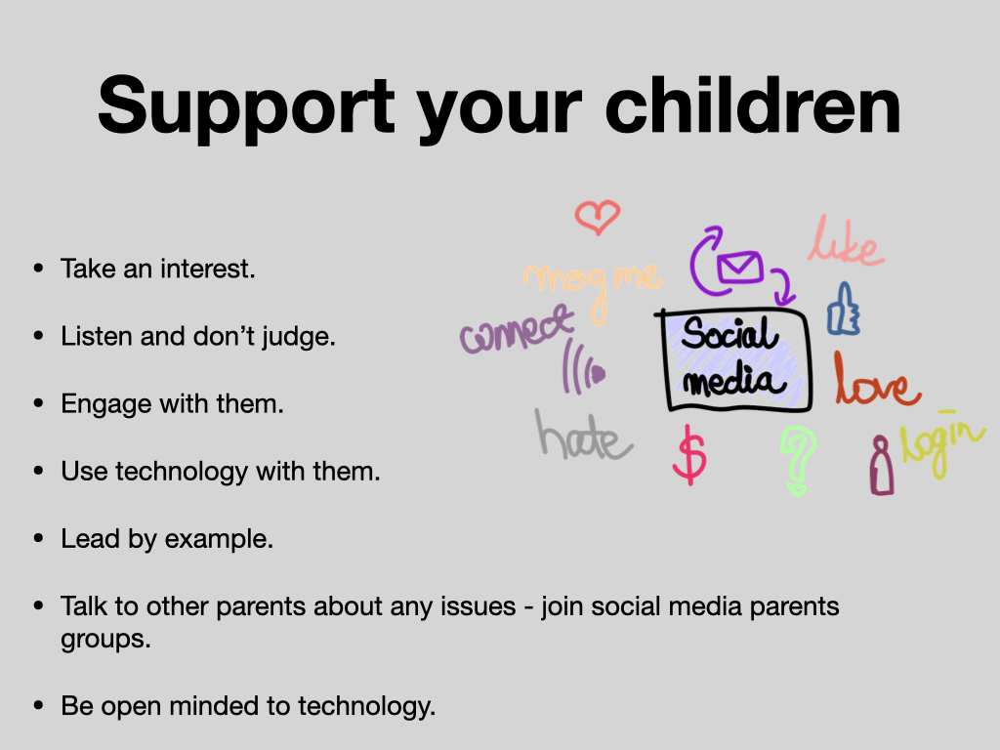 Support your children
• Take an interest.
• Listen and don’t judge.
• Engage with them.
• Use technology with them.
• Lead by example.
• Talk to other parents about any issues - join social media parents
groups.
• Be open minded to technology.
like
msg me
connect
Social
media
love
hate
$
?
login